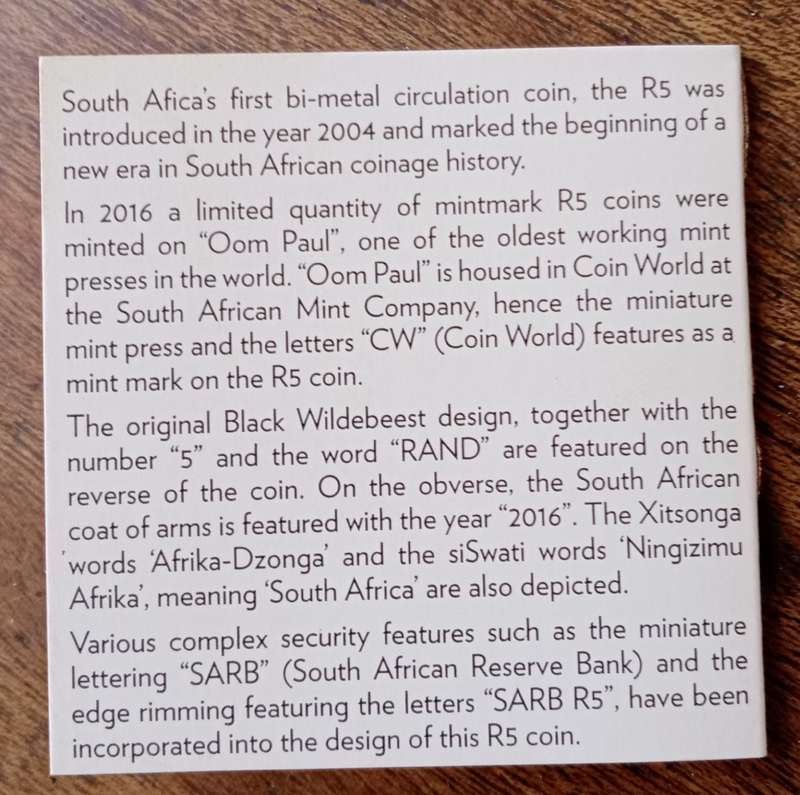 South Afica's first bi-metal circulation coin, the R5 was
introduced in the year 2004 and marked the beginning of a
new era in South African coinage history.
In 2016 a limited quantity of mintmark R5 coins were
minted on “Oom Paul”, one of the oldest working mint
presses in the world. “Oom Paul” is housed in Coin World at
the South African Mint Company, hence the miniature
mint press and the letters “CW” (Coin World) features as a
mint mark on the R5 coin.
The original Black Wildebeest design, together with the
number “5” and the word “RAND” are featured on the
reverse of the coin. On the obverse, the South African
coat of arms is featured with the year “2016”. The Xitsonga
words ‘Afrika-Dzonga’ and the siSwati words ‘Ningizimu
Afrika’, meaning ‘South Africa’ are also depicted.
Various complex security features such as the miniature
lettering “SARB” (South African Reserve Bank) and the
edge rimming featuring the letters “SARB R5”, have been
incorporated into the design of this R5 coin.